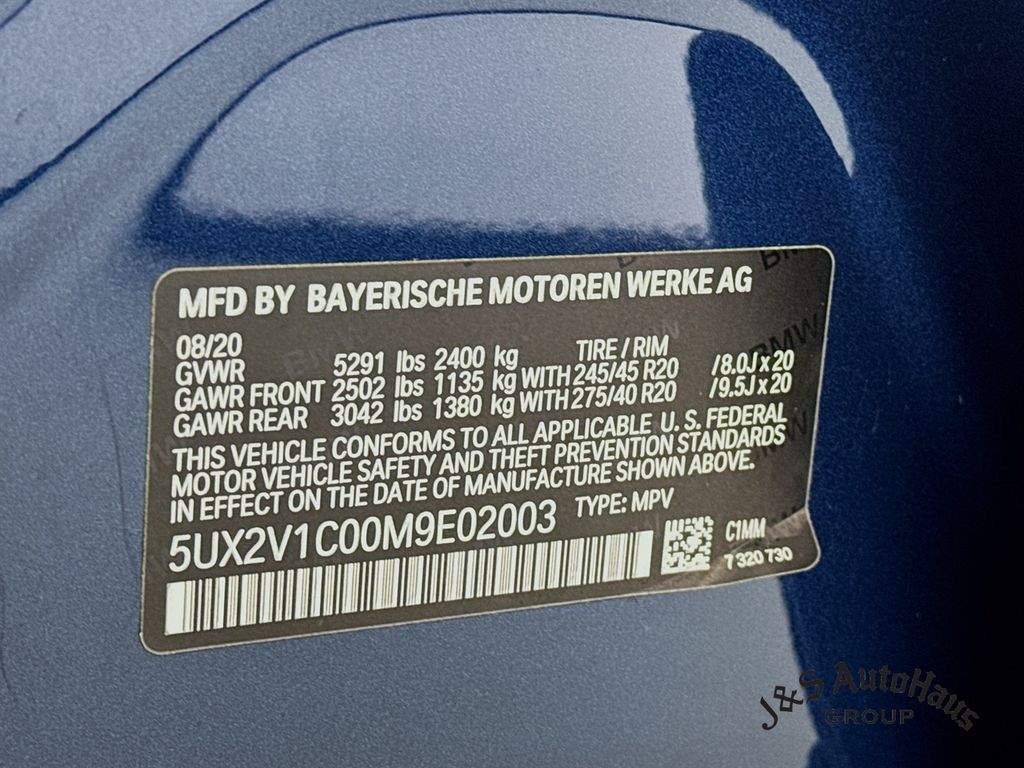 MFD BY BAYERISCHE MOTOREN WERKE AG
08/20
TIRE / RIM
GVWR 5291 lbs 2400 kg
GAWR FRONT 2502 lbs 1135 kg WITH 245/45 R20 /8.0J x 20
GAWR REAR 3042 lbs 1380 kg WITH 275/40 R20 /9.5J x 20
THIS VEHICLE CONFORMS TO ALL APPLICABLE U. S. FEDERAL
MOTOR VEHICLE SAFETY AND THEFT PREVENTION STANDARDS
IN EFFECT ON THE DATE OF MANUFACTURE SHOWN ABOVE.
5UX2V1C00M9E02003 TYPE: MPV
C1MM
7 320 730
BMW
J&S AutoHaus
GROUP